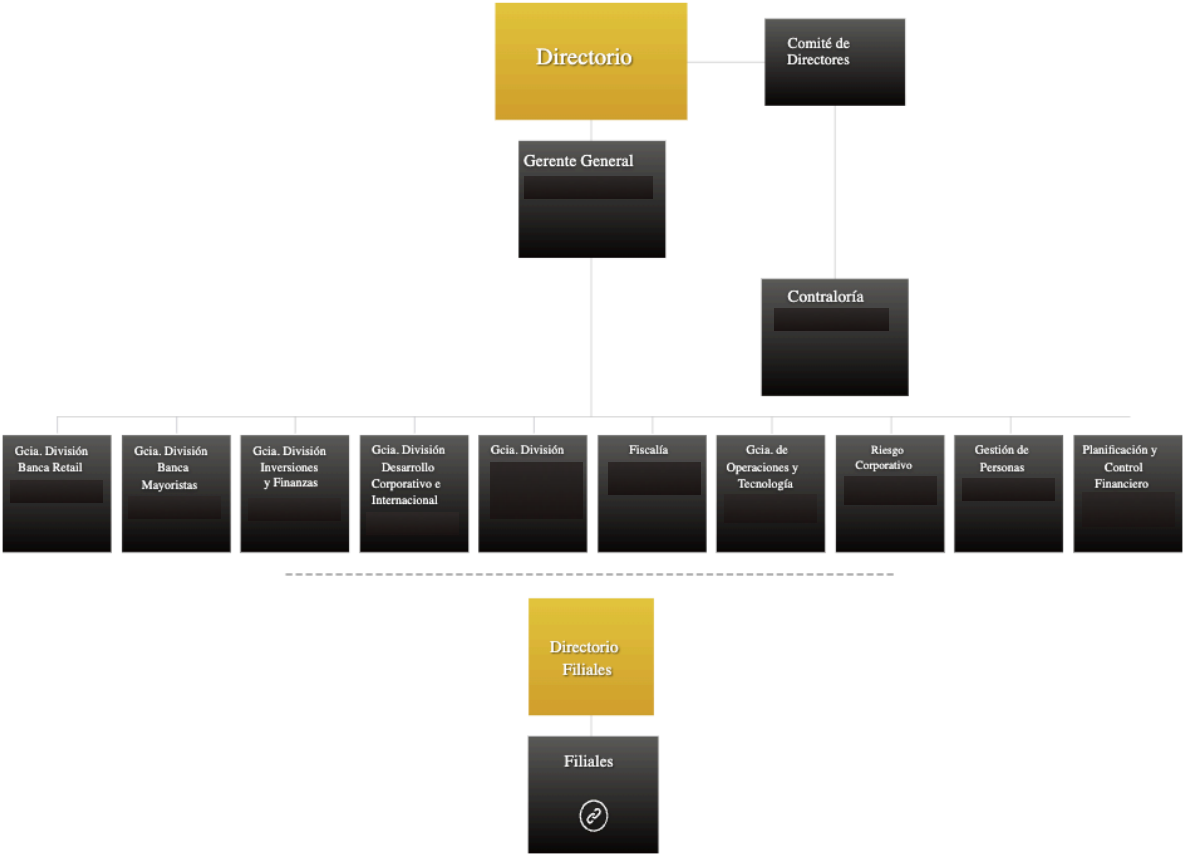 Directorio
Comité de
Directores
Gerente General
Contraloría
Gcia. División
Banca Retail
Gcia. División
Banca
Mayoristas
Gcia. División
Inversiones
y Finanzas
Gcia. División
Desarrollo
Corporativo e
Internacional
Gcia. División
Fiscalía
Gcia. de
Operaciones y
Tecnología
Riesgo
Corporativo
Gestión de
Personas
Planificación y
Control
Financiero
Directorio
Filiales
Filiales